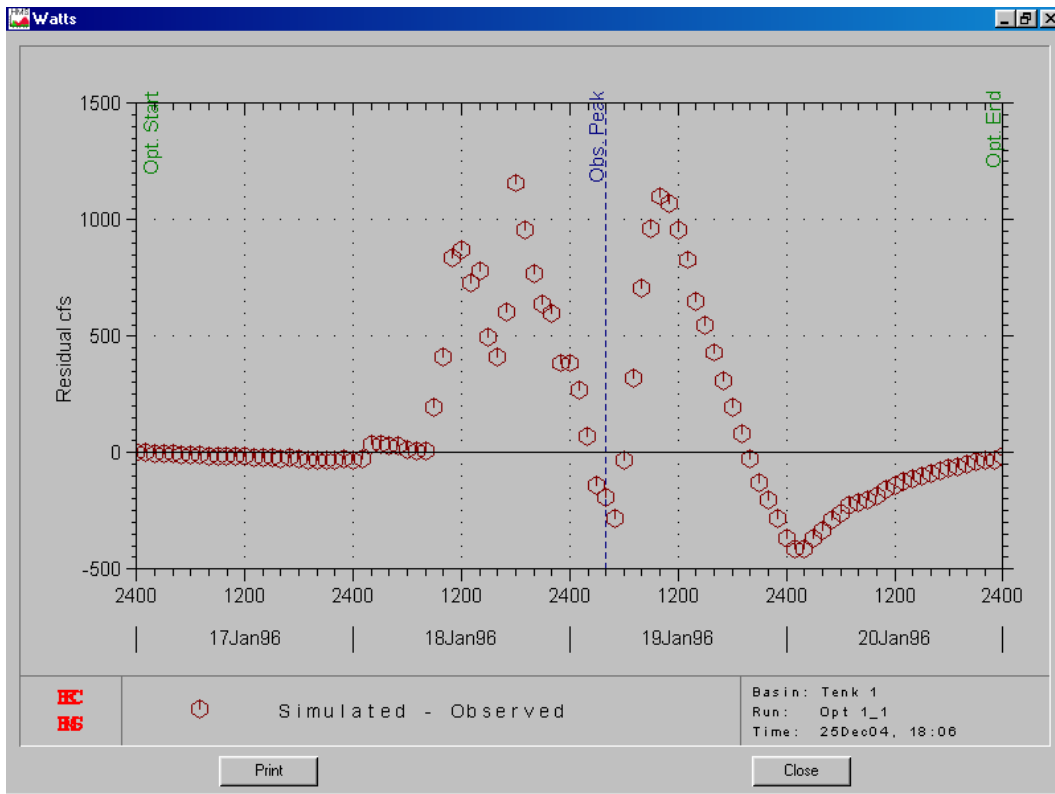 Watts
Opt. Start
Obs. Peak
Opt. End
1500
1000
500
0
-500
Residual cfs
2400 1200 2400 1200 2400 1200 2400 1200 2400
17Jan96 18Jan96 19Jan96 20Jan96
HEC
HMS
Simulated - Observed
Basin: Tenk 1
Run: Opt 1_1
Time: 25Dec04, 18:06
Print Close